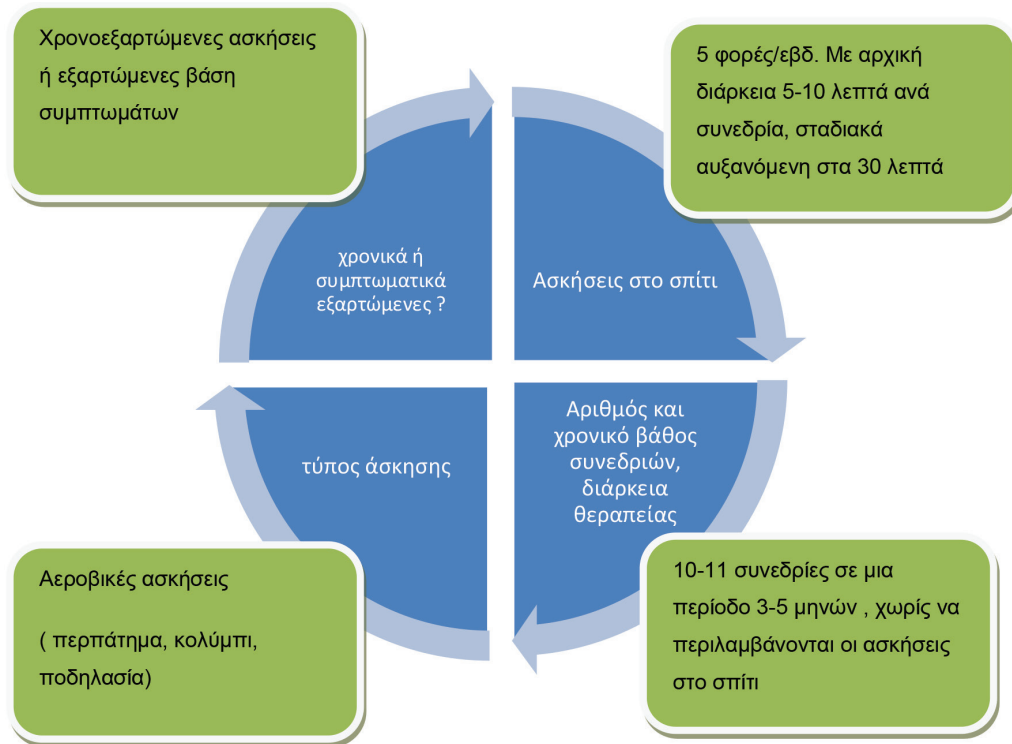 Χρονοεξαρτώμενες ασκήσεις
ή εξαρτώμενες βάση
συμπτωμάτων
5 φορές/εβδ. Με αρχική
διάρκεια 5-10 λεπτά ανά
συνεδρία, σταδιακά
αυξανόμενη στα 30 λεπτά
χρονικά ή
συμπτωματικά
εξαρτώμενες ?
Ασκήσεις στο σπίτι
τύπος άσκησης
Αριθμός και
χρονικό βάθος
συνεδριών,
διάρκεια
θεραπείας
Αεροβικές ασκήσεις
( περπάτημα, κολύμπι,
ποδηλασία)
10-11 συνεδρίες σε μια
περίοδο 3-5 μηνών , χωρίς να
περιλαμβάνονται οι ασκήσεις
στο σπίτι